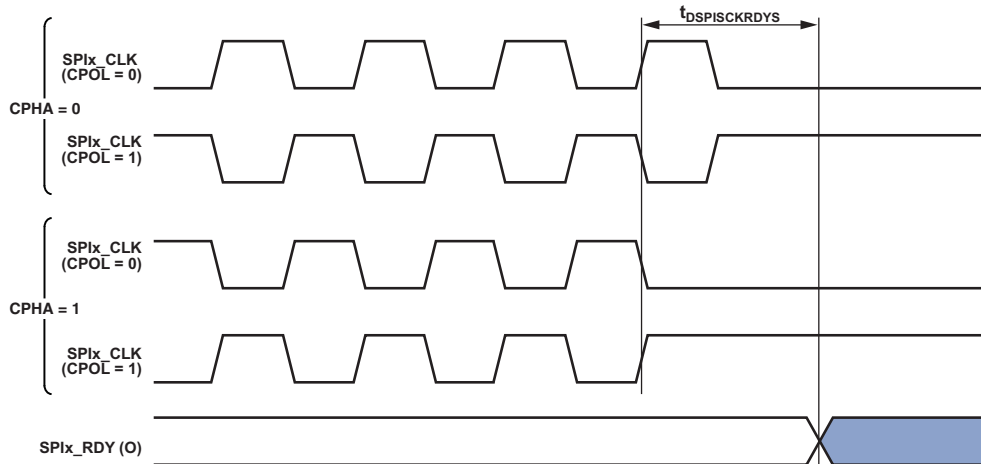 tDSPISCKRDYS
SPIx_CLK
(CPOL = 0)
CPHA = 0
SPIx_CLK
(CPOL = 1)
SPIx_CLK
(CPOL = 0)
CPHA = 1
SPIx_CLK
(CPOL = 1)
SPIx_RDY (O)